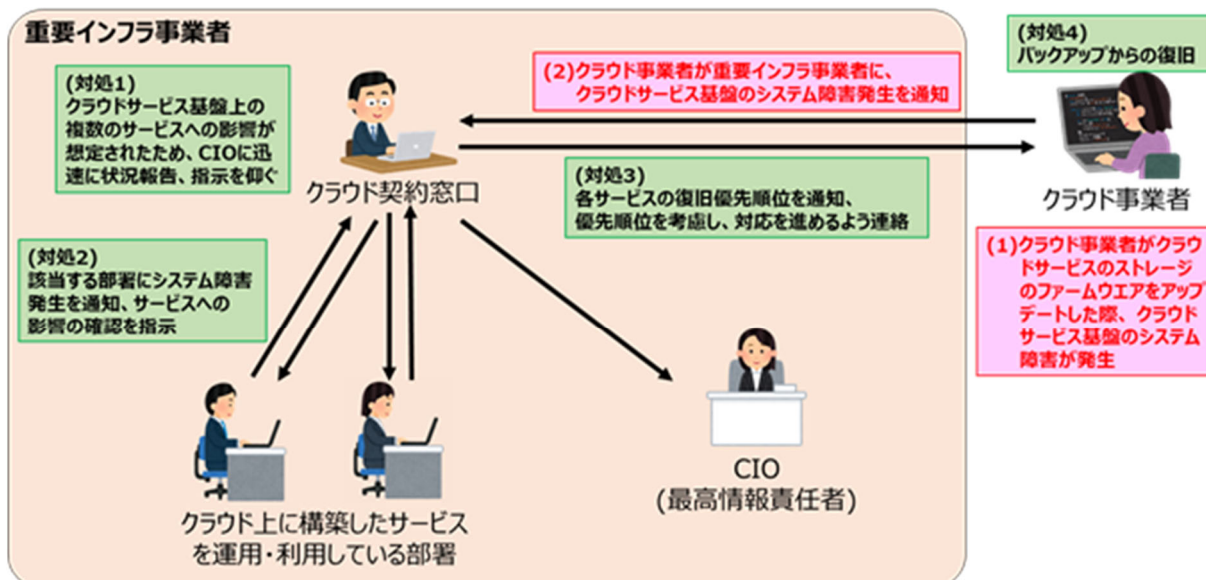 重要インフラ事業者
(対処1)
クラウドサービス基盤上の
複数のサービスへの影響が
想定されたため、CIOに迅
速に状況報告、指示を仰ぐ
クラウド契約窓口
(2)クラウド事業者が重要インフラ事業者に、
クラウドサービス基盤のシステム障害発生を通知
(対処4)
バックアップからの復旧
クラウド事業者
(対処3)
各サービスの復旧優先順位を通知、
優先順位を考慮し、対応を進めるよう連絡
(1)クラウド事業者がクラウ
ドサービスのストレージ
のファームウエアをアップ
デートした際、クラウド
サービス基盤のシステム
障害が発生
(対処2)
該当する部署にシステム障害
発生を通知、サービスへの
影響の確認を指示
クラウド上に構築したサービス
を運用・利用している部署
CIO
(最高情報責任者)